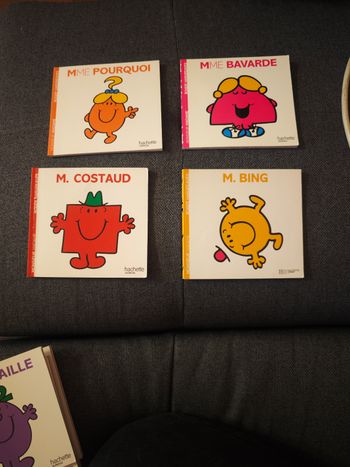 MME POURQUOI
hachette
MME BAVARDE
hachette
M. COSTAUD
hachette
M. BING
AILLE
hachette